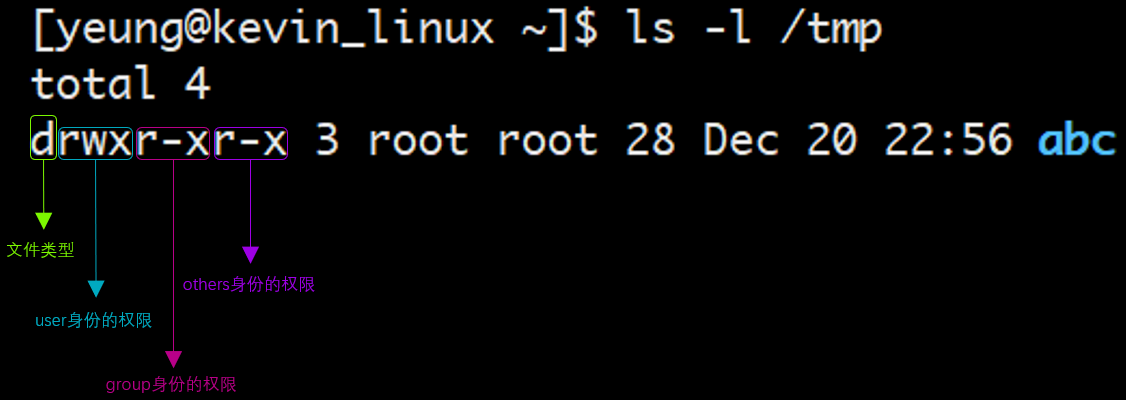 [yeung@kevin_linux ~]$ ls -l /tmp
total 4
drwxr-xr-x 3 root root 28 Dec 20 22:56 abc
文件类型
others身份的权限
user身份的权限
group身份的权限